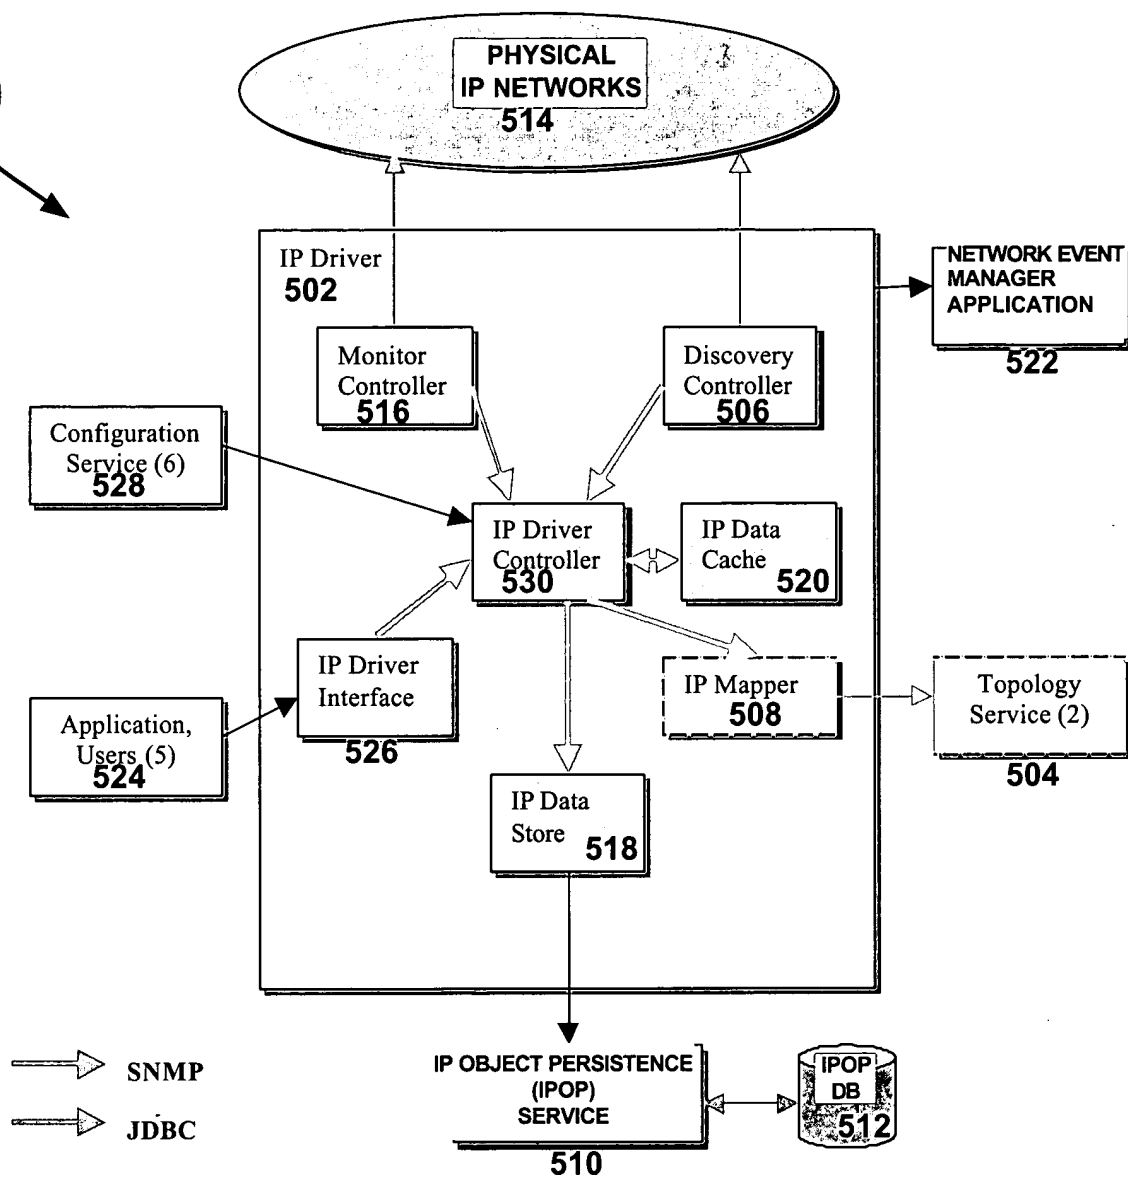 PHYSICAL
IP NETWORKS
514
IP Driver
502
NETWORK EVENT
MANAGER
APPLICATION
522
Monitor
Controller
516
Discovery
Controller
506
Configuration
Service (6)
528
IP Driver
Controller
530
IP Data
Cache
520
IP Driver
Interface
526
IP Mapper
508
Topology
Service (2)
504
Application,
Users (5)
524
IP Data
Store
518
SNMP
JDBC
IP OBJECT PERSISTENCE
(IPOP)
SERVICE
510
IPOP
DB
512